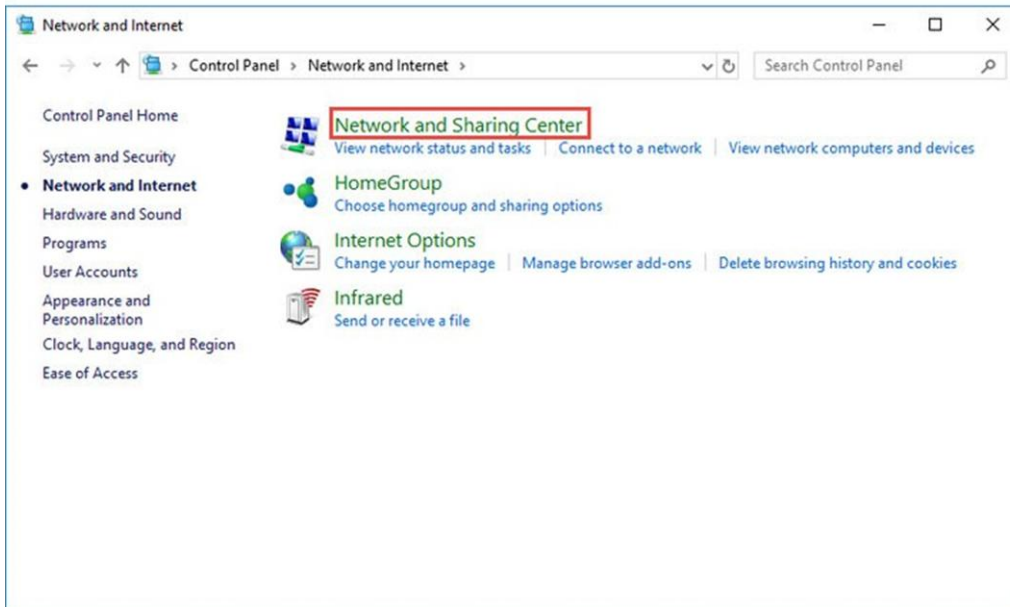 Network and Internet
Control Panel > Network and Internet >
Search Control Panel
Control Panel Home
System and Security
Network and Internet
Hardware and Sound
Programs
User Accounts
Appearance and
Personalization
Clock, Language, and Region
Ease of Access
Network and Sharing Center
View network status and tasks | Connect to a network | View network computers and devices
HomeGroup
Choose homegroup and sharing options
Internet Options
Change your homepage | Manage browser add-ons | Delete browsing history and cookies
Infrared
Send or receive a file